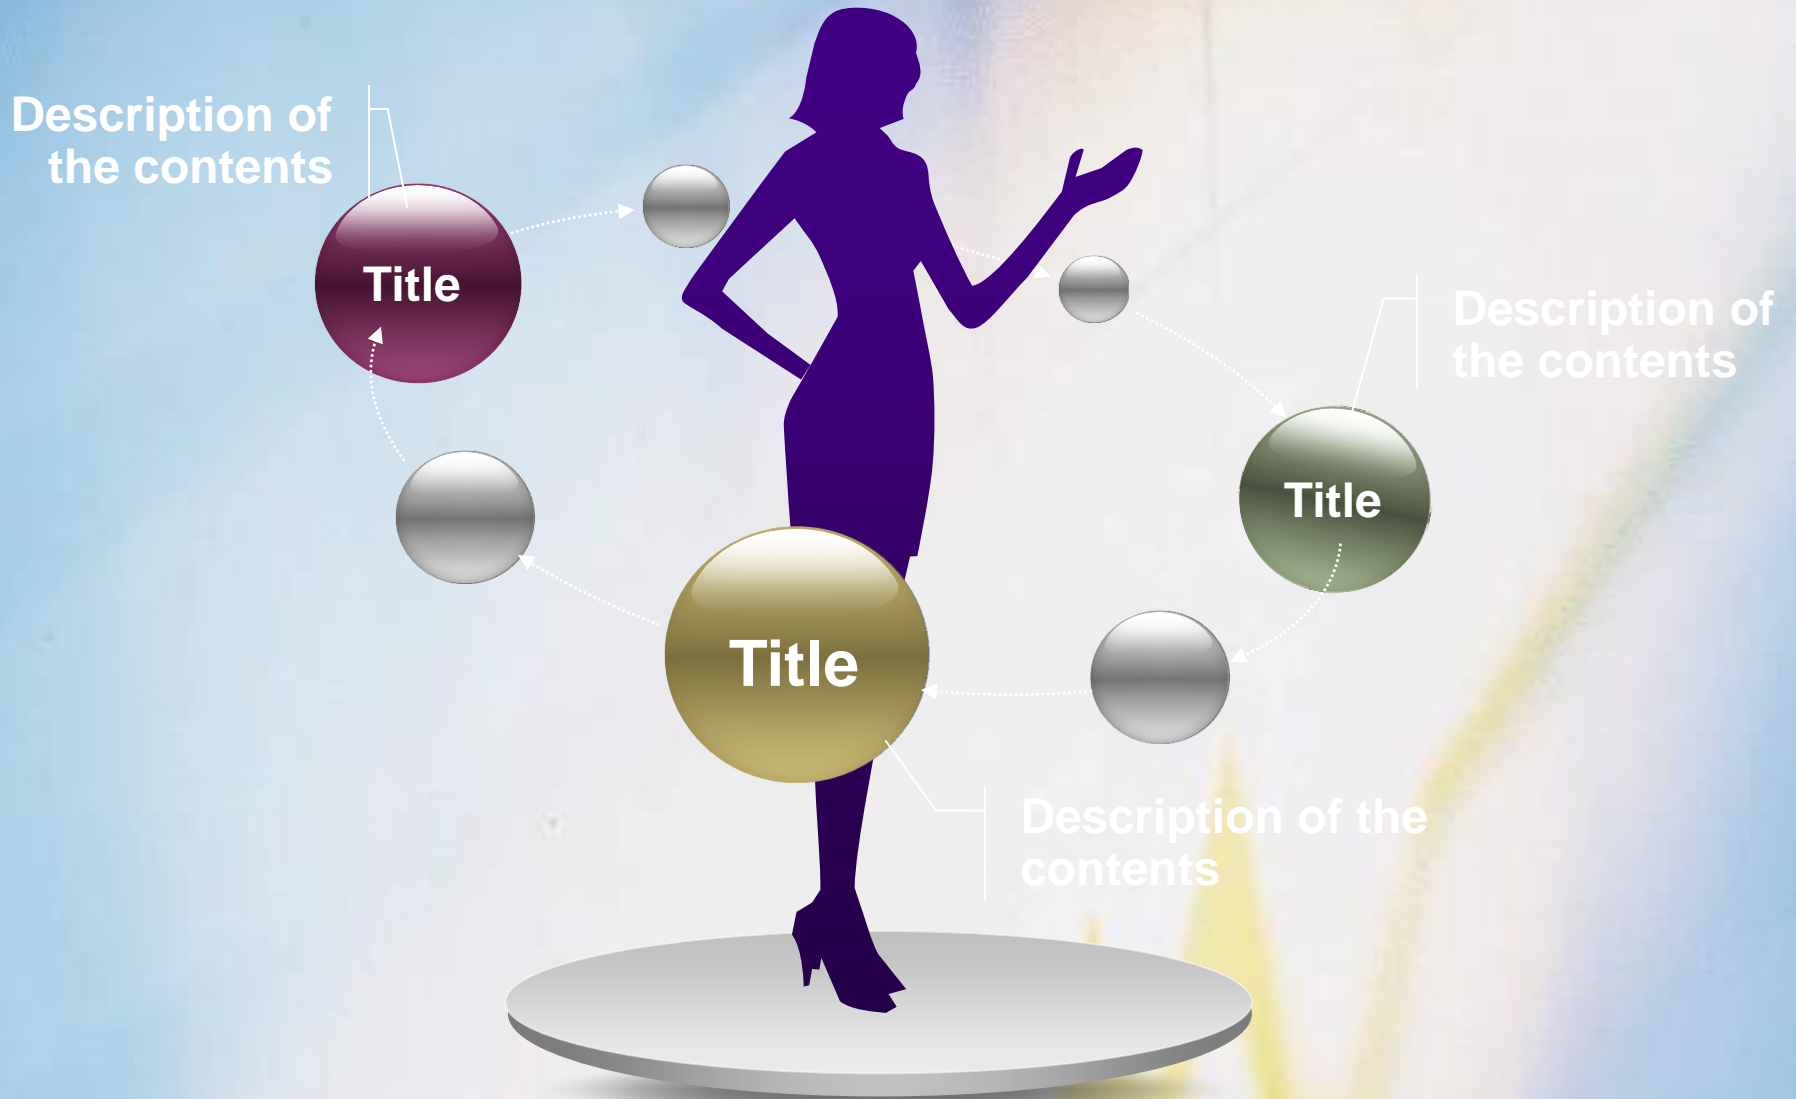 Description of
the contents
Title
Description of
the contents
Title
Title
Description of the
contents